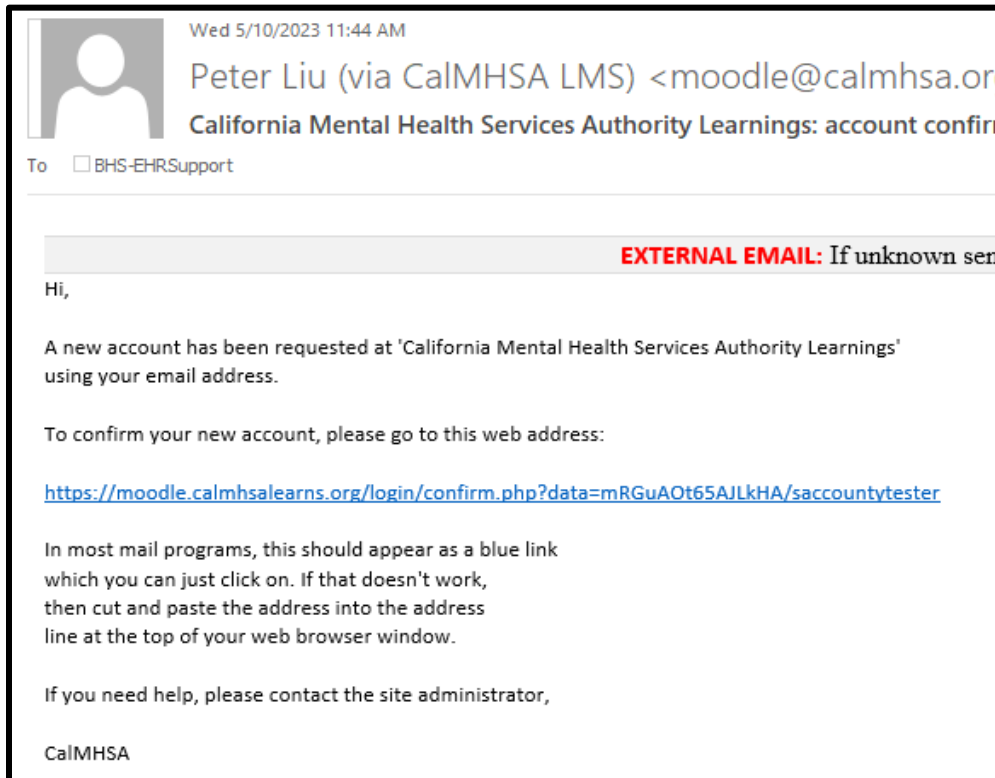 Wed 5/10/2023 11:44 AM
Peter Liu (via CalMHSA LMS) <moodle@calmhsa.or
California Mental Health Services Authority Learnings: account confirm
To BHS-EHRSupport
EXTERNAL EMAIL: If unknown sen
Hi,
A new account has been requested at 'California Mental Health Services Authority Learnings'
using your email address.
To confirm your new account, please go to this web address:
https://moodle.calmhsalearns.org/login/confirm.php?data=mRGuAOt65AJLkHA/saccountytester
In most mail programs, this should appear as a blue link
which you can just click on. If that doesn't work,
then cut and paste the address into the address
line at the top of your web browser window.
If you need help, please contact the site administrator,
CalMHSA